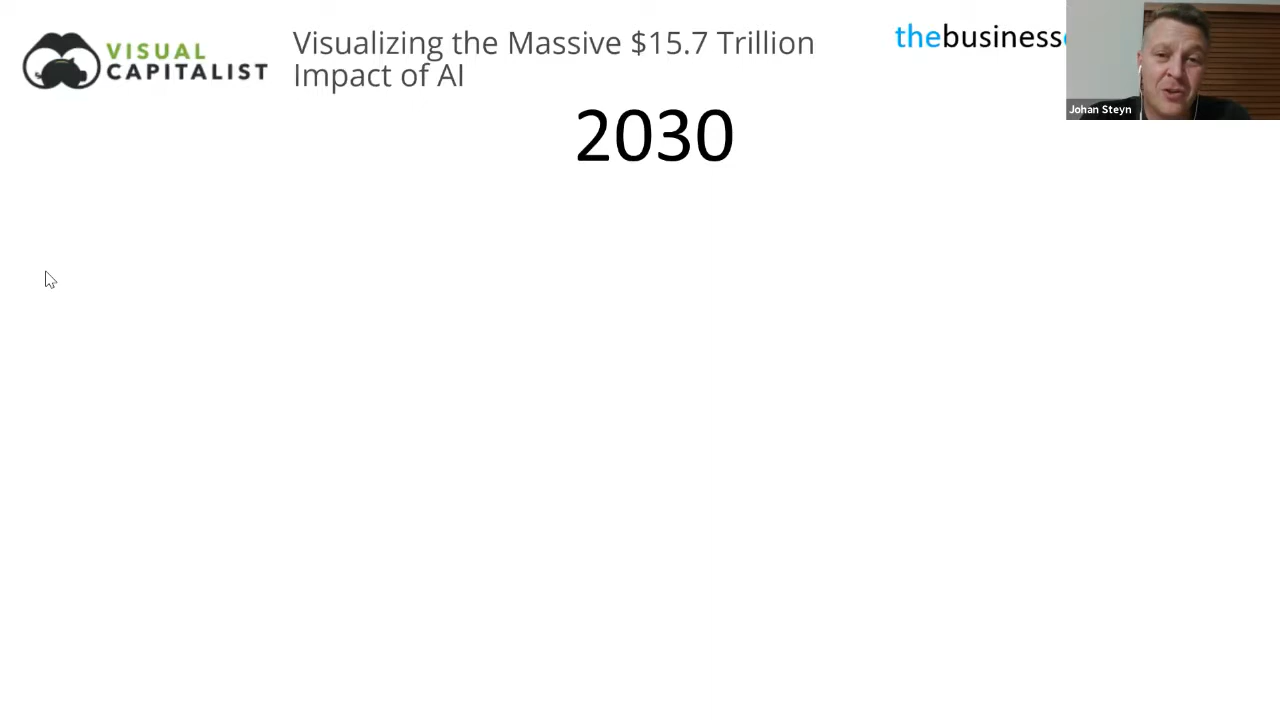 VISUAL
CAPITALIST
Visualizing the Massive $15.7 Trillion
Impact of AI
thebusiness
Johan Steyn
2030